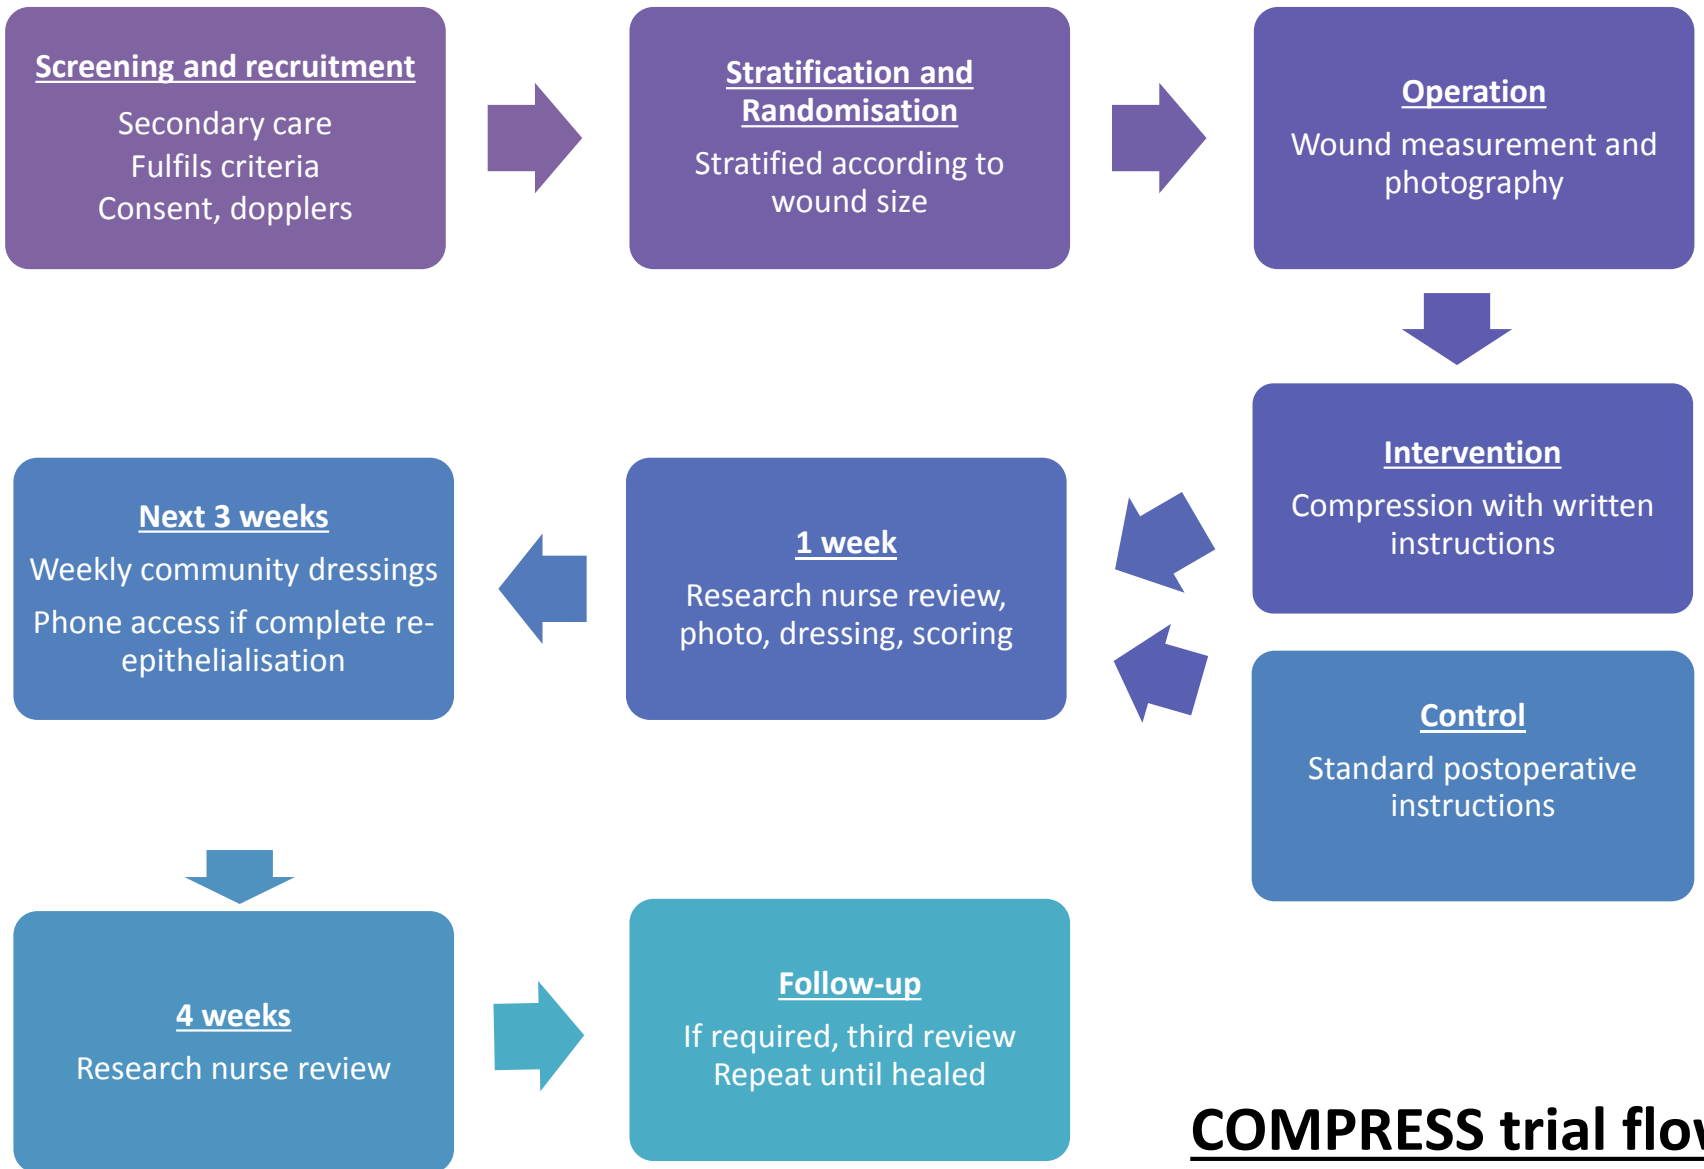 Screening and recruitment
Secondary care
Fulfils criteria
Consent, dopplers
Stratification and
Randomisation
Stratified according to
wound size
Operation
Wound measurement and
photography
Intervention
Compression with written
instructions
Control
Standard postoperative
instructions
1 week
Research nurse review,
photo, dressing, scoring
Next 3 weeks
Weekly community dressings
Phone access if complete re-
epithelialisation
4 weeks
Research nurse review
Follow-up
If required, third review
Repeat until healed
COMPRESS trial flow